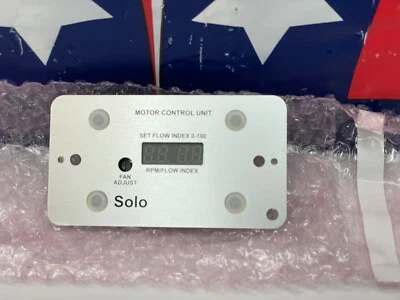 MOTOR CONTROL UNIT
SET FLOW INDEX 0-100
RPM/FLOW INDEX
FAN
ADJUST
Solo